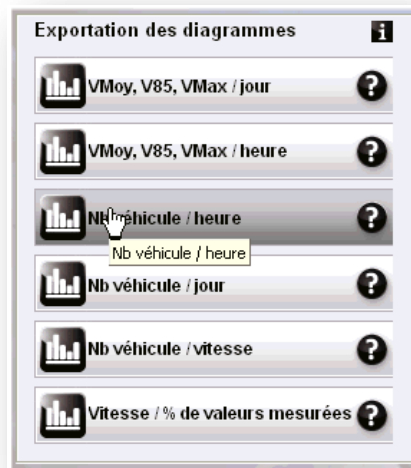 Exportation des diagrammes i
VMoy, V85, VMax / jour ?
VMoy, V85, VMax / heure ?
Nb véhicule / heure ?
Nb véhicule / heure
Nb véhicule / jour ?
Nb véhicule / vitesse ?
Vitesse / % de valeurs mesurées ?